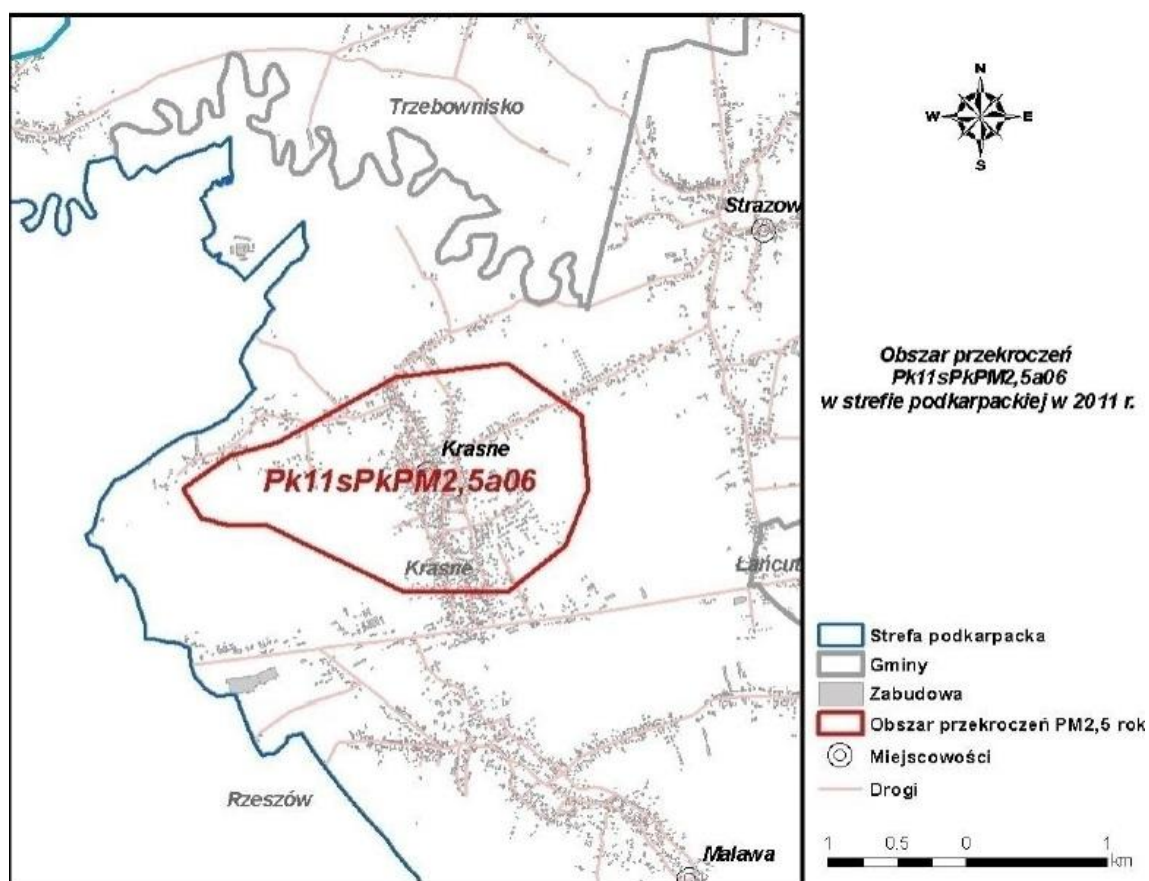 Trzebownisko
Strazow
Krasne
Pk11sPkPM2,5a06
Krasne
Łańcut
Rzeszów
Malawa
N
W E
S
Obszar przekroczeń
Pk11sPkPM2,5a06
w strefie podkarpackiej w 2011 r.
Strefa podkarpacka
Gminy
Zabudowa
Obszar przekroczeń PM2,5 rok
Miejscowości
Drogi
1 0.5 0 1
km